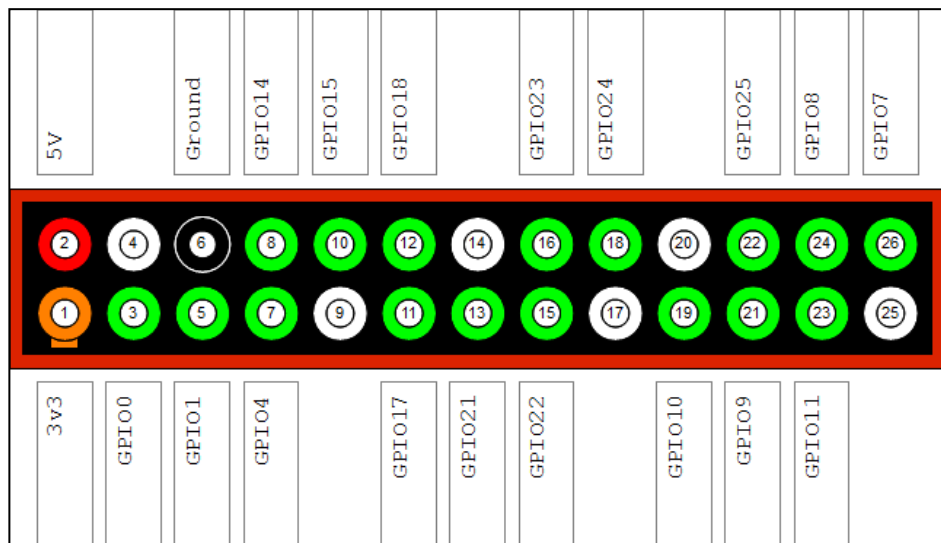 5V
Ground
GPIO14
GPIO15
GPIO18
GPIO23
GPIO24
GPIO25
GPIO8
GPIO7
2 4 6 8 10 12 14 16 18 20 22 24 26
1 3 5 7 9 11 13 15 17 19 21 23 25
3v3
GPIO0
GPIO1
GPIO4
GPIO17
GPIO21
GPIO22
GPIO10
GPIO9
GPIO11